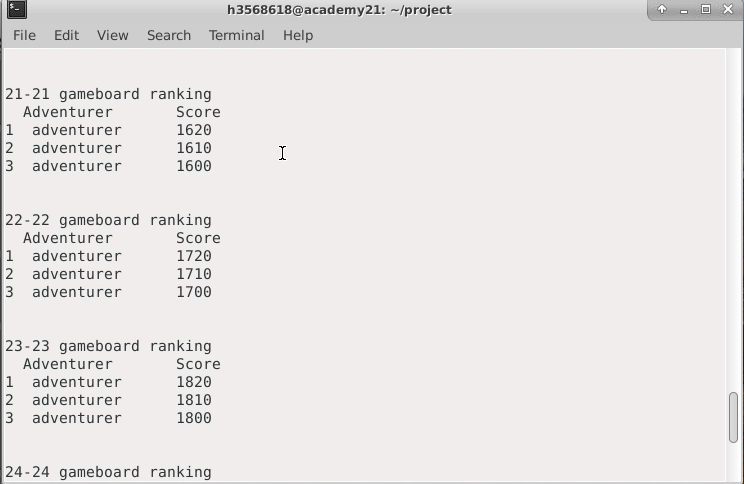 h3568618@academy21: ~/project
File Edit View Search Terminal Help
21-21 gameboard ranking
Adventurer Score
1 adventurer 1620
2 adventurer 1610
3 adventurer 1600
22-22 gameboard ranking
Adventurer Score
1 adventurer 1720
2 adventurer 1710
3 adventurer 1700
23-23 gameboard ranking
Adventurer Score
1 adventurer 1820
2 adventurer 1810
3 adventurer 1800
24-24 gameboard ranking